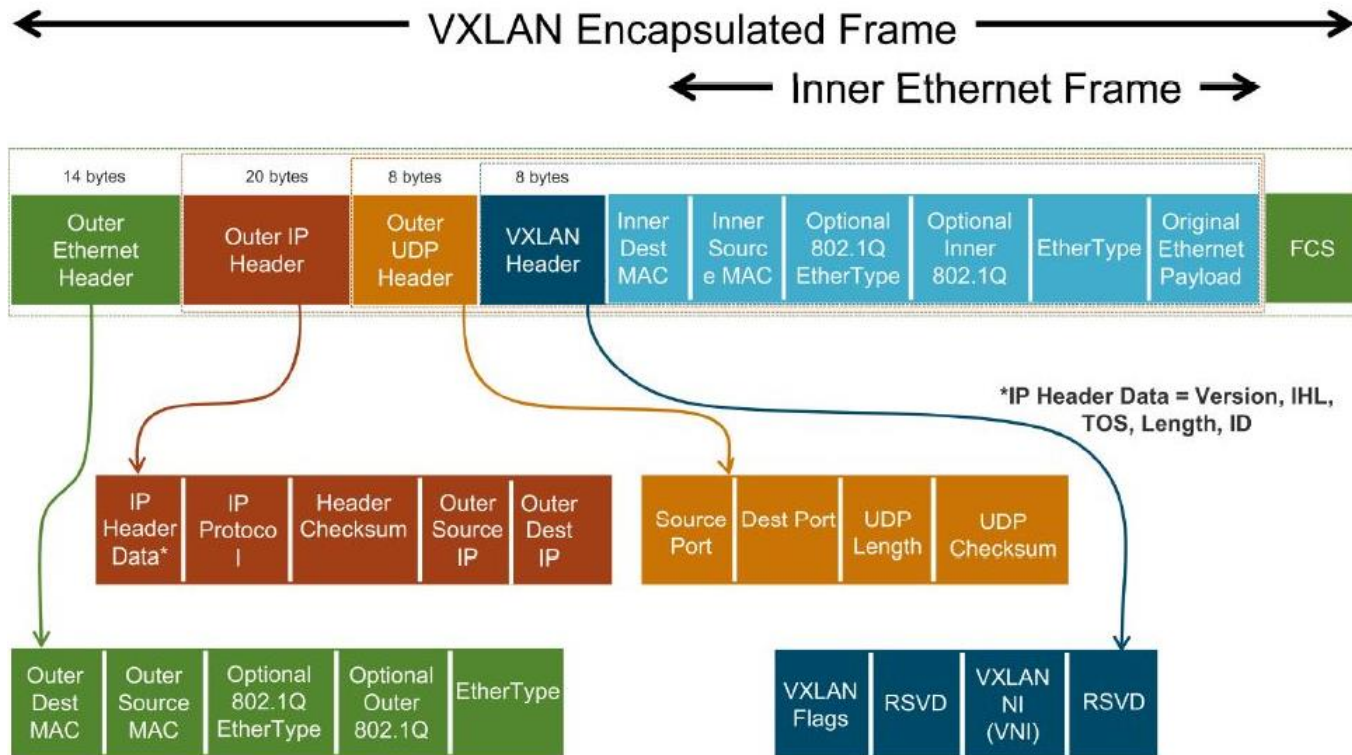 VXLAN Encapsulated Frame
Inner Ethernet Frame
14 bytes
20 bytes
8 bytes
8 bytes
Outer
Ethernet
Header
Outer IP
Header
Outer
UDP
Header
VXLAN
Header
Inner
Dest
MAC
Inner
Sourc
e MAC
Optional
802.1Q
EtherType
Optional
Inner
802.1Q
EtherType
Original
Ethernet
Payload
FCS
*IP Header Data = Version, IHL,
TOS, Length, ID
IP
Header
Data*
IP
Protoco
l
Header
Checksum
Outer
Source
IP
Outer
Dest
IP
Source
Port
Dest Port
UDP
Length
UDP
Checksum
Outer
Dest
MAC
Outer
Source
MAC
Optional
802.1Q
EtherType
Optional
Outer
802.1Q
EtherType
VXLAN
Flags
RSVD
VXLAN
NI
(VNI)
RSVD